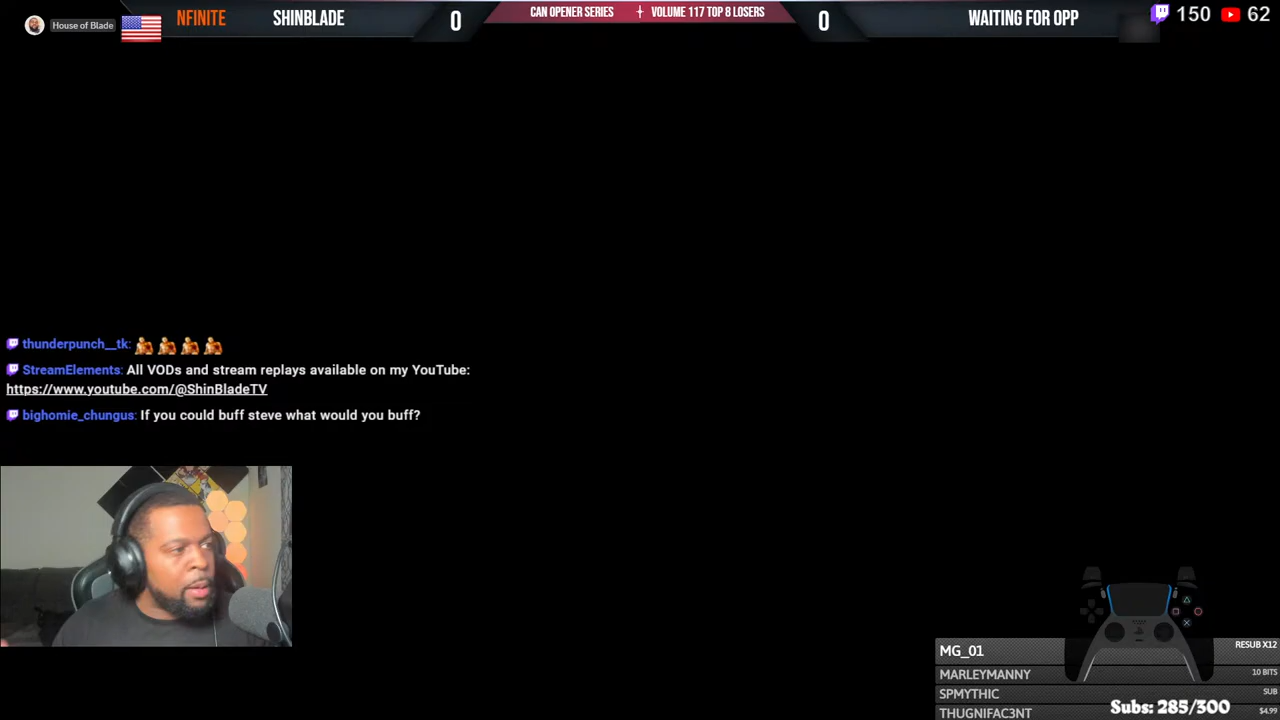 House of Blade
NFINITE
SHINBLADE
0
CAN OPENER SERIES
VOLUME 117 TOP 8 LOSERS
0
WAITING FOR OPP
150
62
thunderpunch__tk:
StreamElements: All VODs and stream replays available on my YouTube:
https://www.youtube.com/@ShinBladeTV
bighomie_chungus: If you could buff steve what would you buff?
MG_01
RESUB X12
MARLEYMANNY
10 BITS
SPMYTHIC
SUB
THUGNIFAC3NT
$4.99
Subs: 285/300